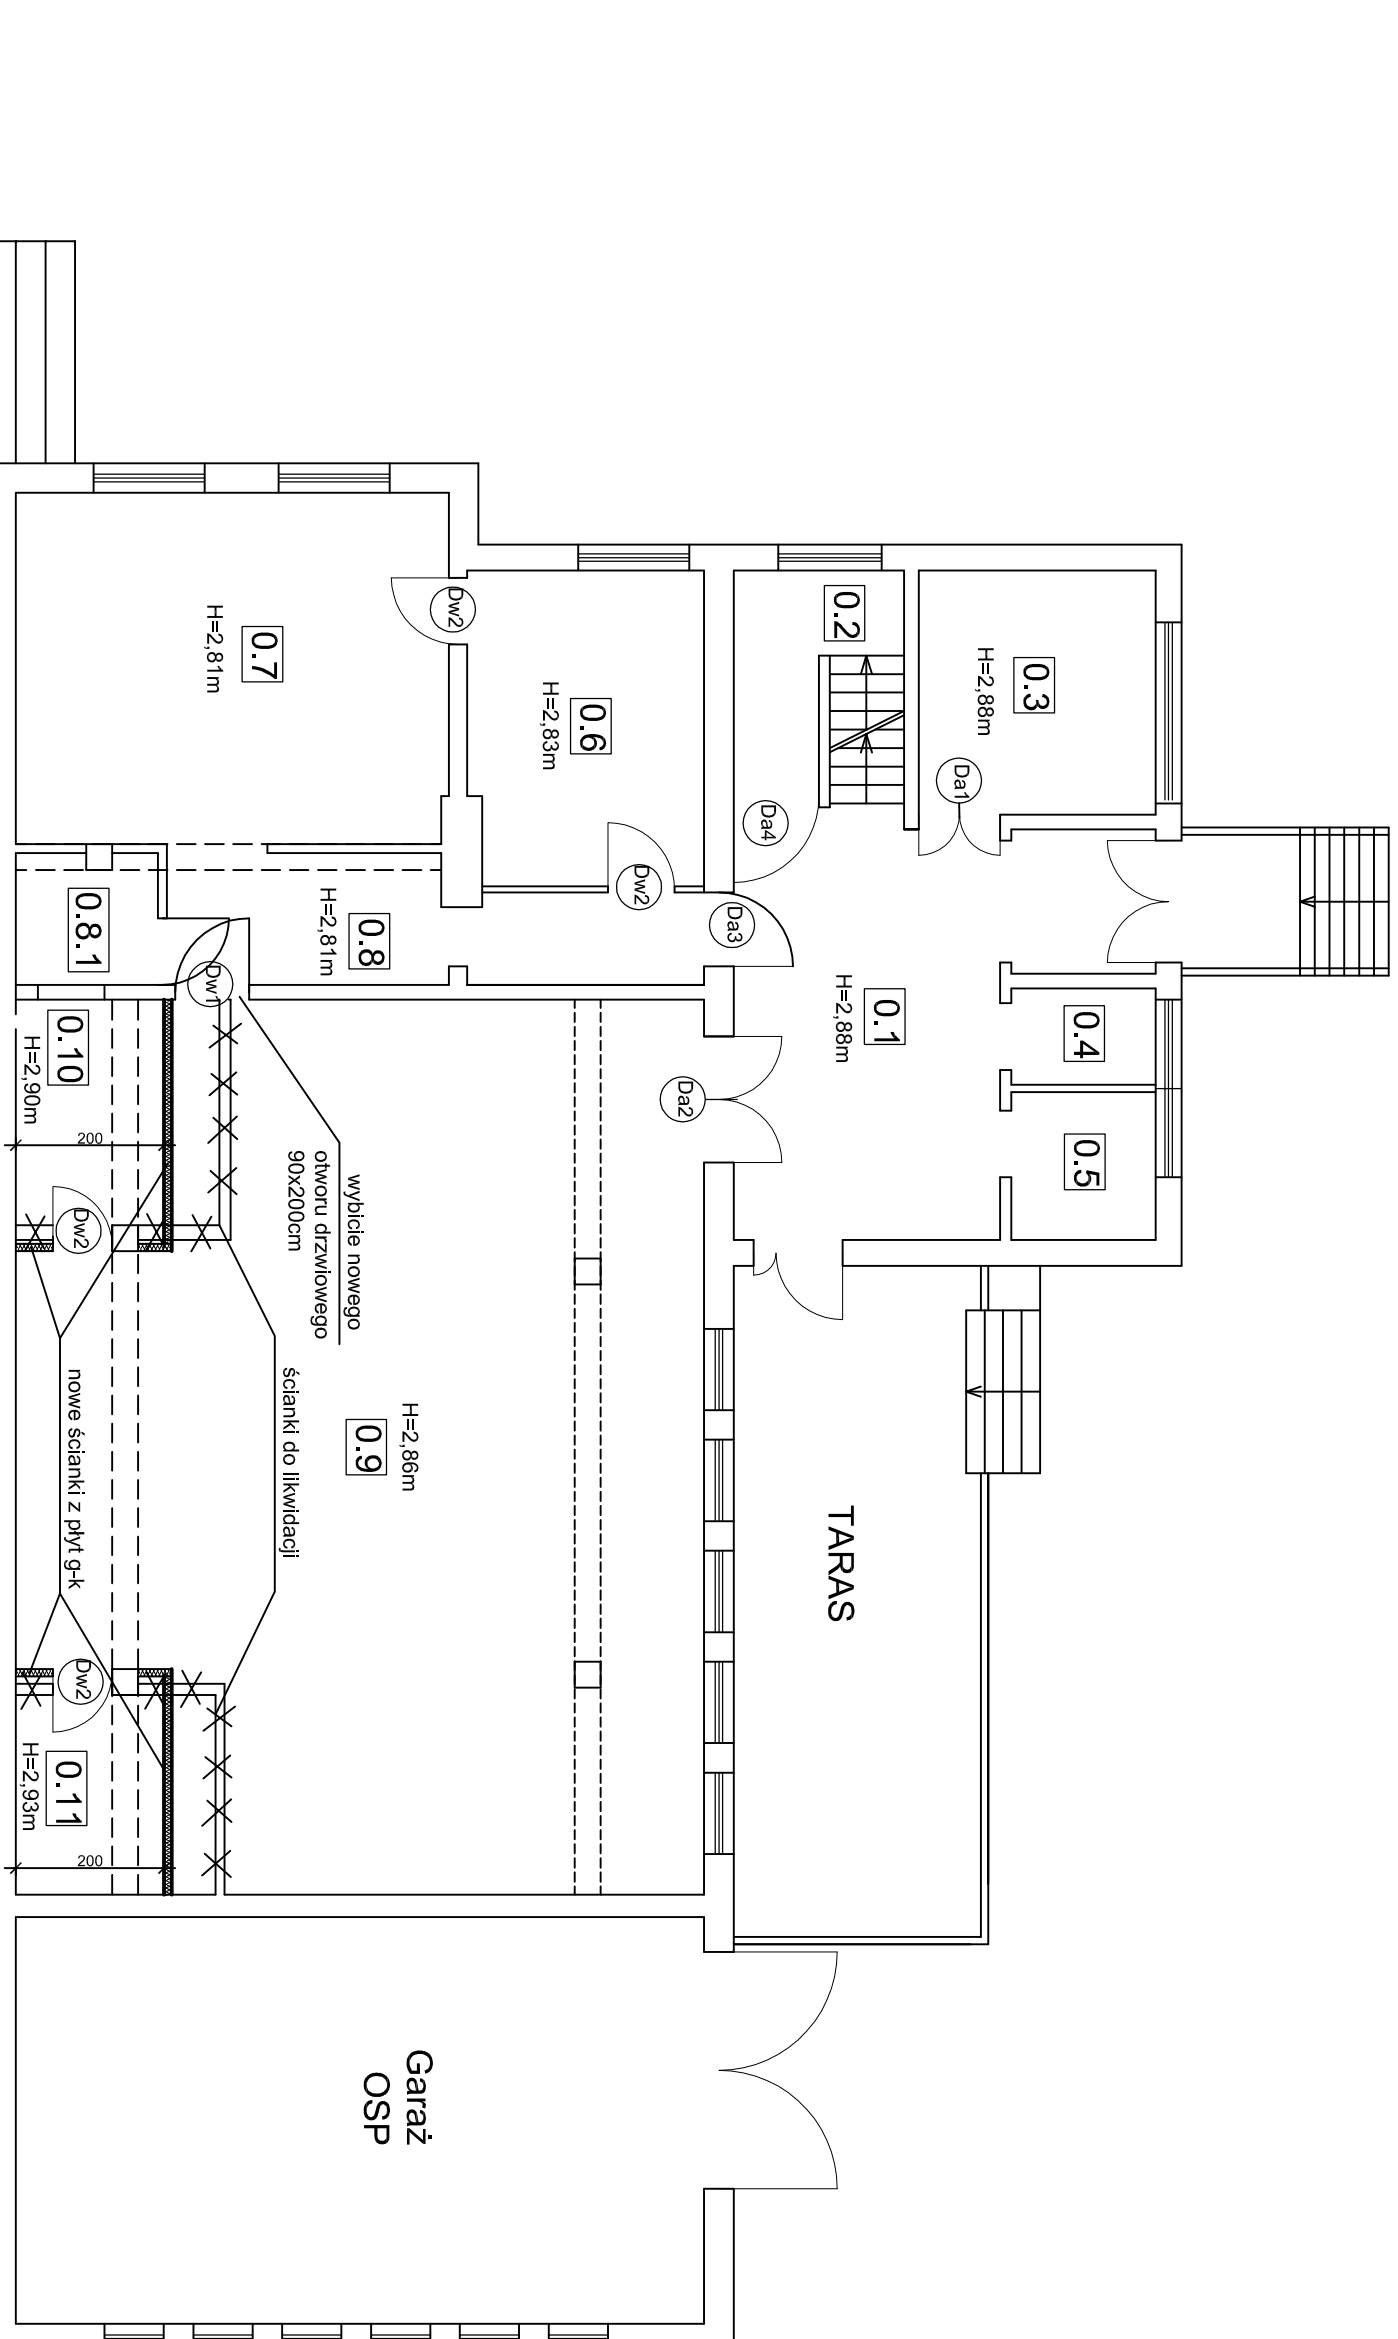 0.3
H=2,88m
Da1
0.2
Da4
0.4
0.5
0.1
H=2,88m
Da3
Da2
TARAS
0.6
H=2,83m
Dw2
Dw2
0.7
H=2,81m
0.8
H=2,81m
0.8.1
Dw1
wybicie nowego
otworu drzwiowego
90x200cm
H=2,86m
0.9
ścianki do likwidacji
0.10
H=2,90m
200
Dw2
nowe ścianki z płyt g-k
Dw2
0.11
H=2,93m
200
Garaż
OSP